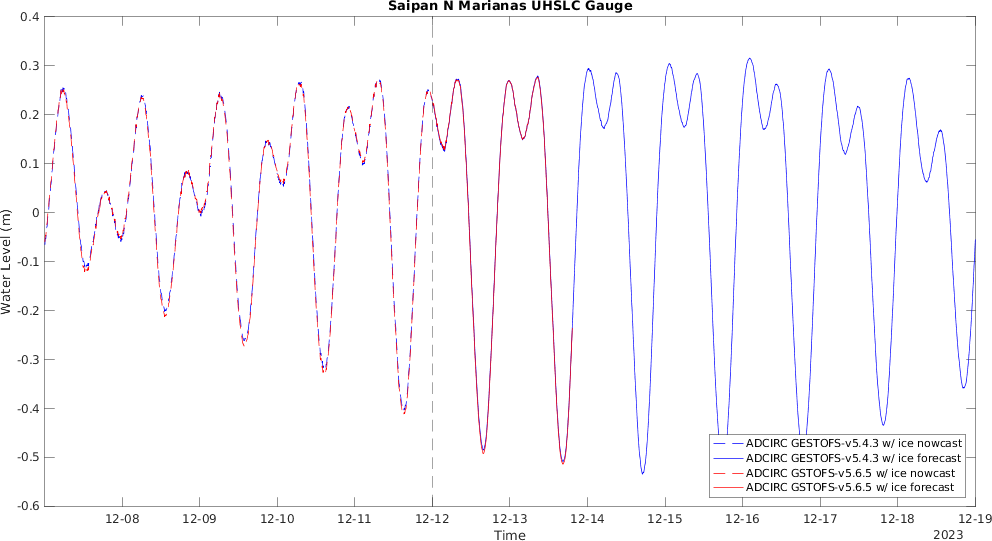 Saipan N Marianas UHSLC Gauge
0.4
0.3
0.2
0.1
0
-0.1
-0.2
-0.3
-0.4
-0.5
-0.6
Water Level (m)
ADCIRC GESTOFS-v5.4.3 w/ ice nowcast
ADCIRC GESTOFS-v5.4.3 w/ ice forecast
ADCIRC GSTOFS-v5.6.5 w/ ice nowcast
ADCIRC GSTOFS-v5.6.5 w/ ice forecast
12-08 12-09 12-10 12-11 12-12 12-13 12-14 12-15 12-16 12-17 12-18 12-19
Time
2023